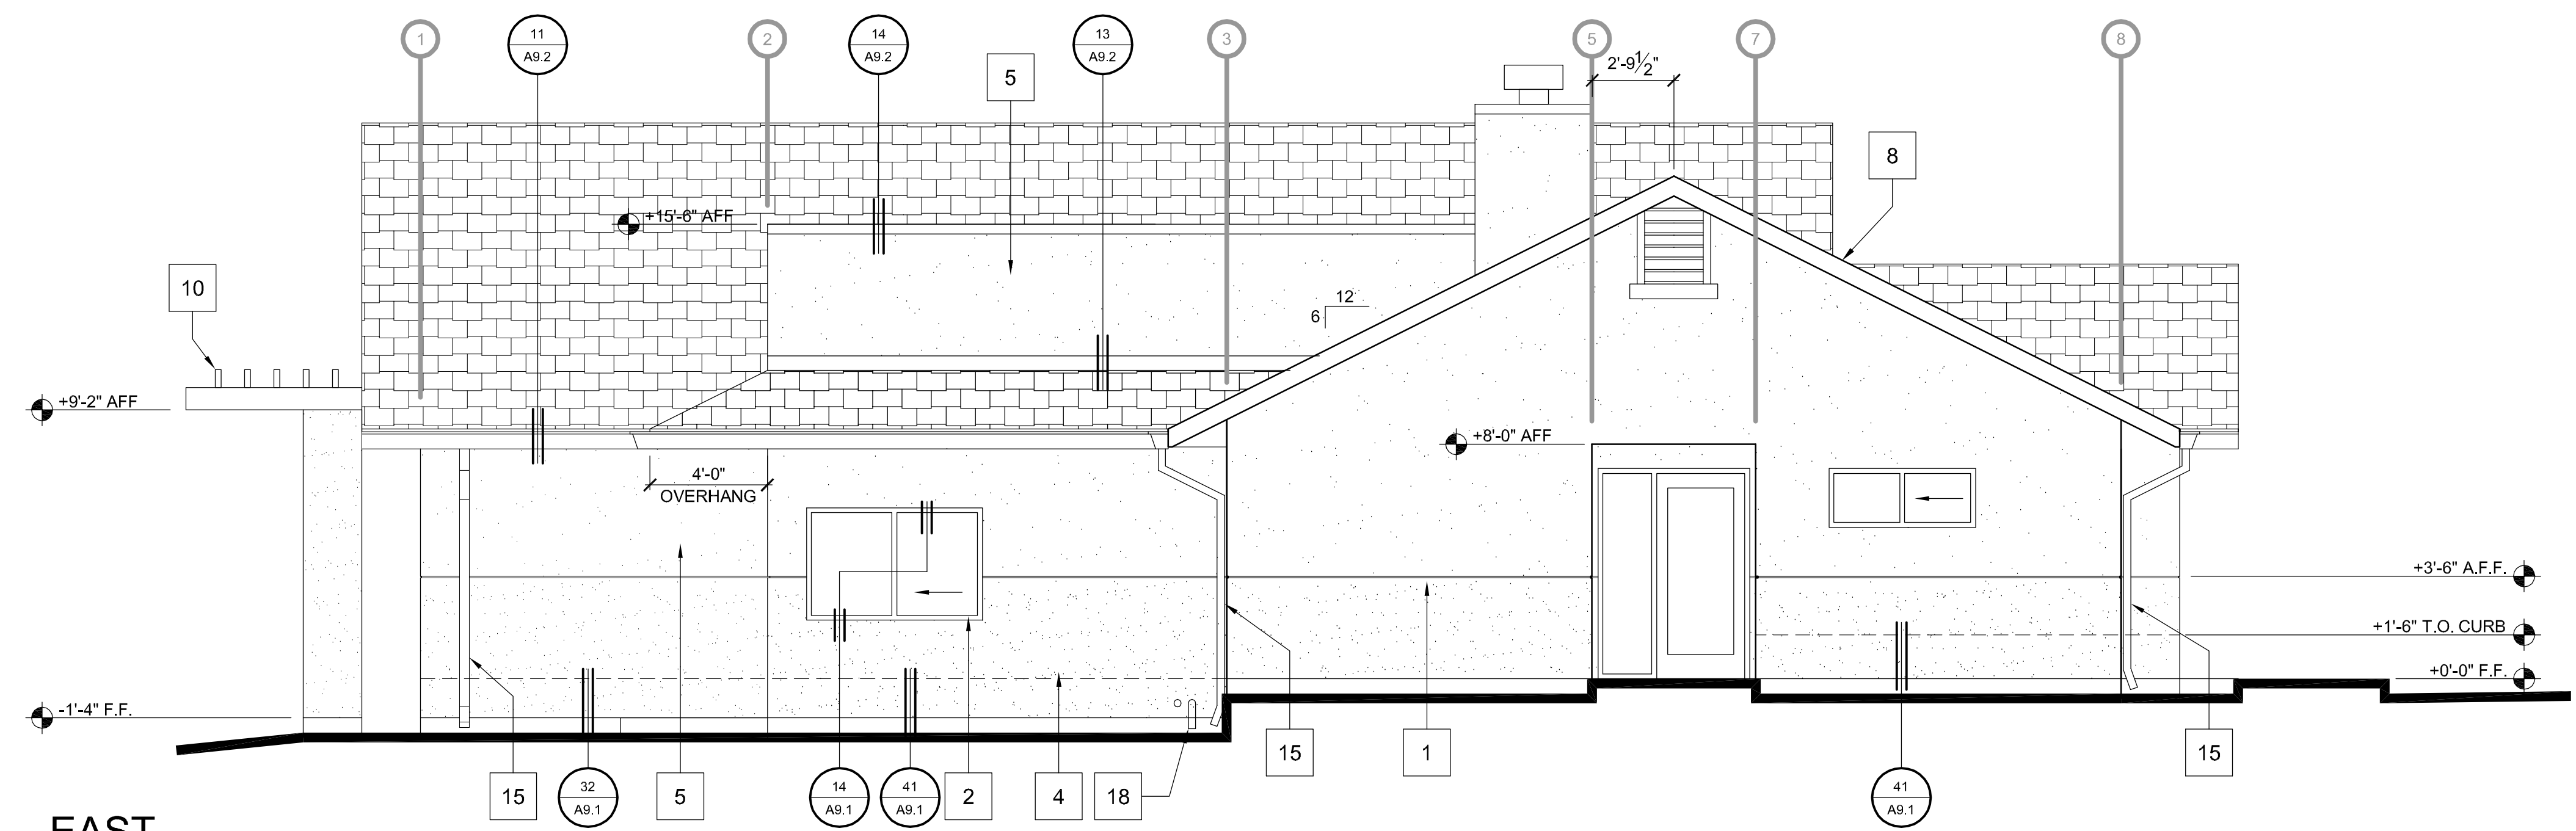 1
11
A9.2
2
14
A9.2
13
A9.2
3
5
7
8
5
2'-9 1/2"
8
+15'-6" AFF
10
12
6
+9'-2" AFF
+8'-0" AFF
4'-0"
OVERHANG
+3'-6" A.F.F.
+1'-6" T.O. CURB
+0'-0" F.F.
-1'-4" F.F.
15
1
15
15
32
A9.1
5
14
A9.1
41
A9.1
2
4
18
41
A9.1
EAST